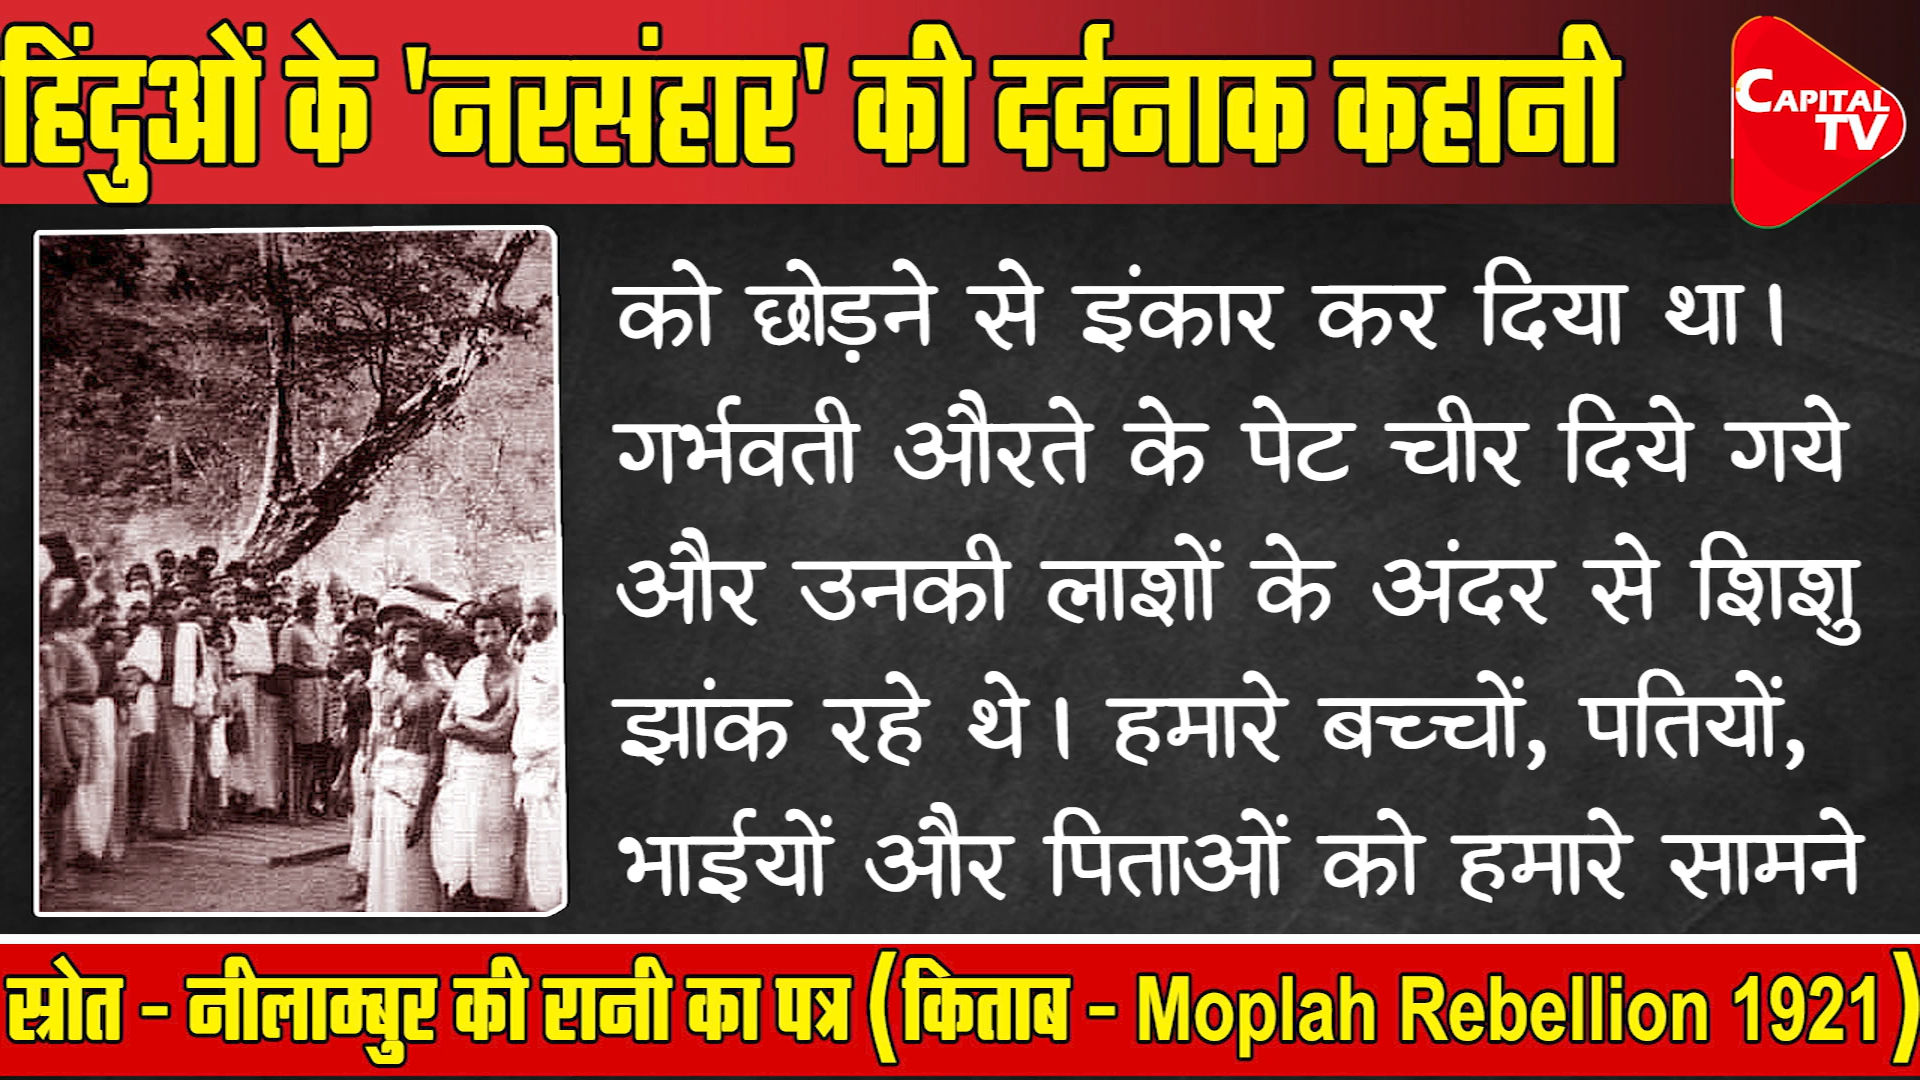 हिंदुओं के 'नरसंहार' की दर्दनाक कहानी
CAPITAL
TV
को छोड़ने से इंकार कर दिया था।
गर्भवती औरते के पेट चीर दिये गये
और उनकी लाशों के अंदर से शिशु
झांक रहे थे। हमारे बच्चों, पतियों,
भाईयों और पिताओं को हमारे सामने
स्रोत - नीलाम्बुर की रानी का पत्र (किताब - Moplah Rebellion 1921)